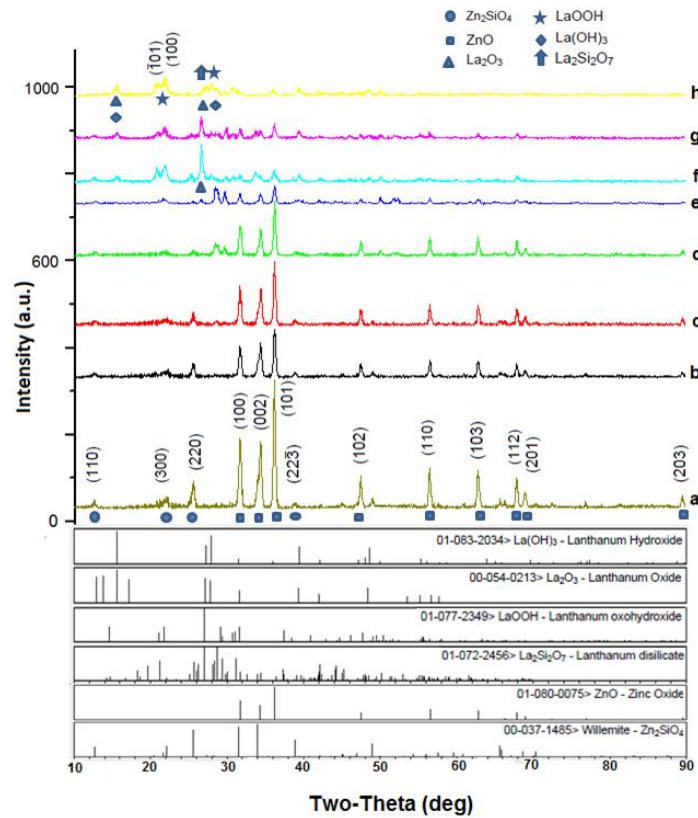 Zn₂SiO₄ LaOOH
ZnO La(OH)₃
La₂O₃ La₂Si₂O₇
(1̄01)
(100)
1000
h
g
f
e
600
d
c
b
Intensity (a.u.)
(110)
(300)
(220)
(100)
(002)
(101)
(223̄)
(102)
(110)
(103)
(112)
(201)
(203)
a
0
01-083-2034> La(OH)₃ - Lanthanum Hydroxide
00-054-0213> La₂O₃ - Lanthanum Oxide
01-077-2349> LaOOH - Lanthanum oxohydroxide
01-072-2456> La₂Si₂O₇ - Lanthanum disilicate
01-080-0075> ZnO - Zinc Oxide
00-037-1485> Willemite - Zn₂SiO₄
10 20 30 40 50 60 70 80 90
Two-Theta (deg)